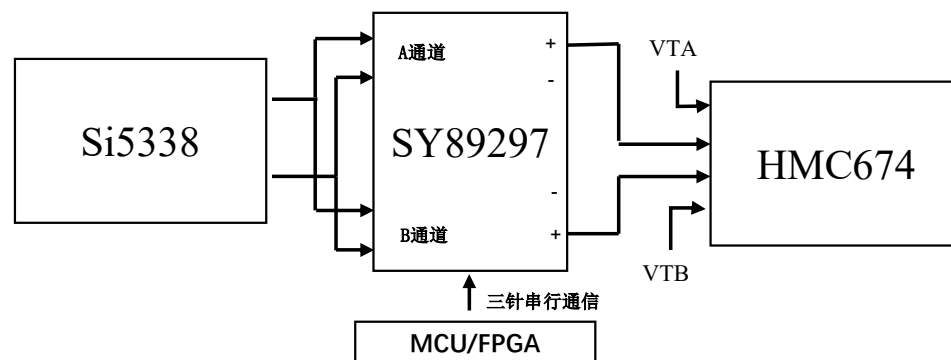 A通道
+
-
VTA
Si5338
SY89297
HMC674
-
B通道
+
VTB
三针串行通信
MCU/FPGA